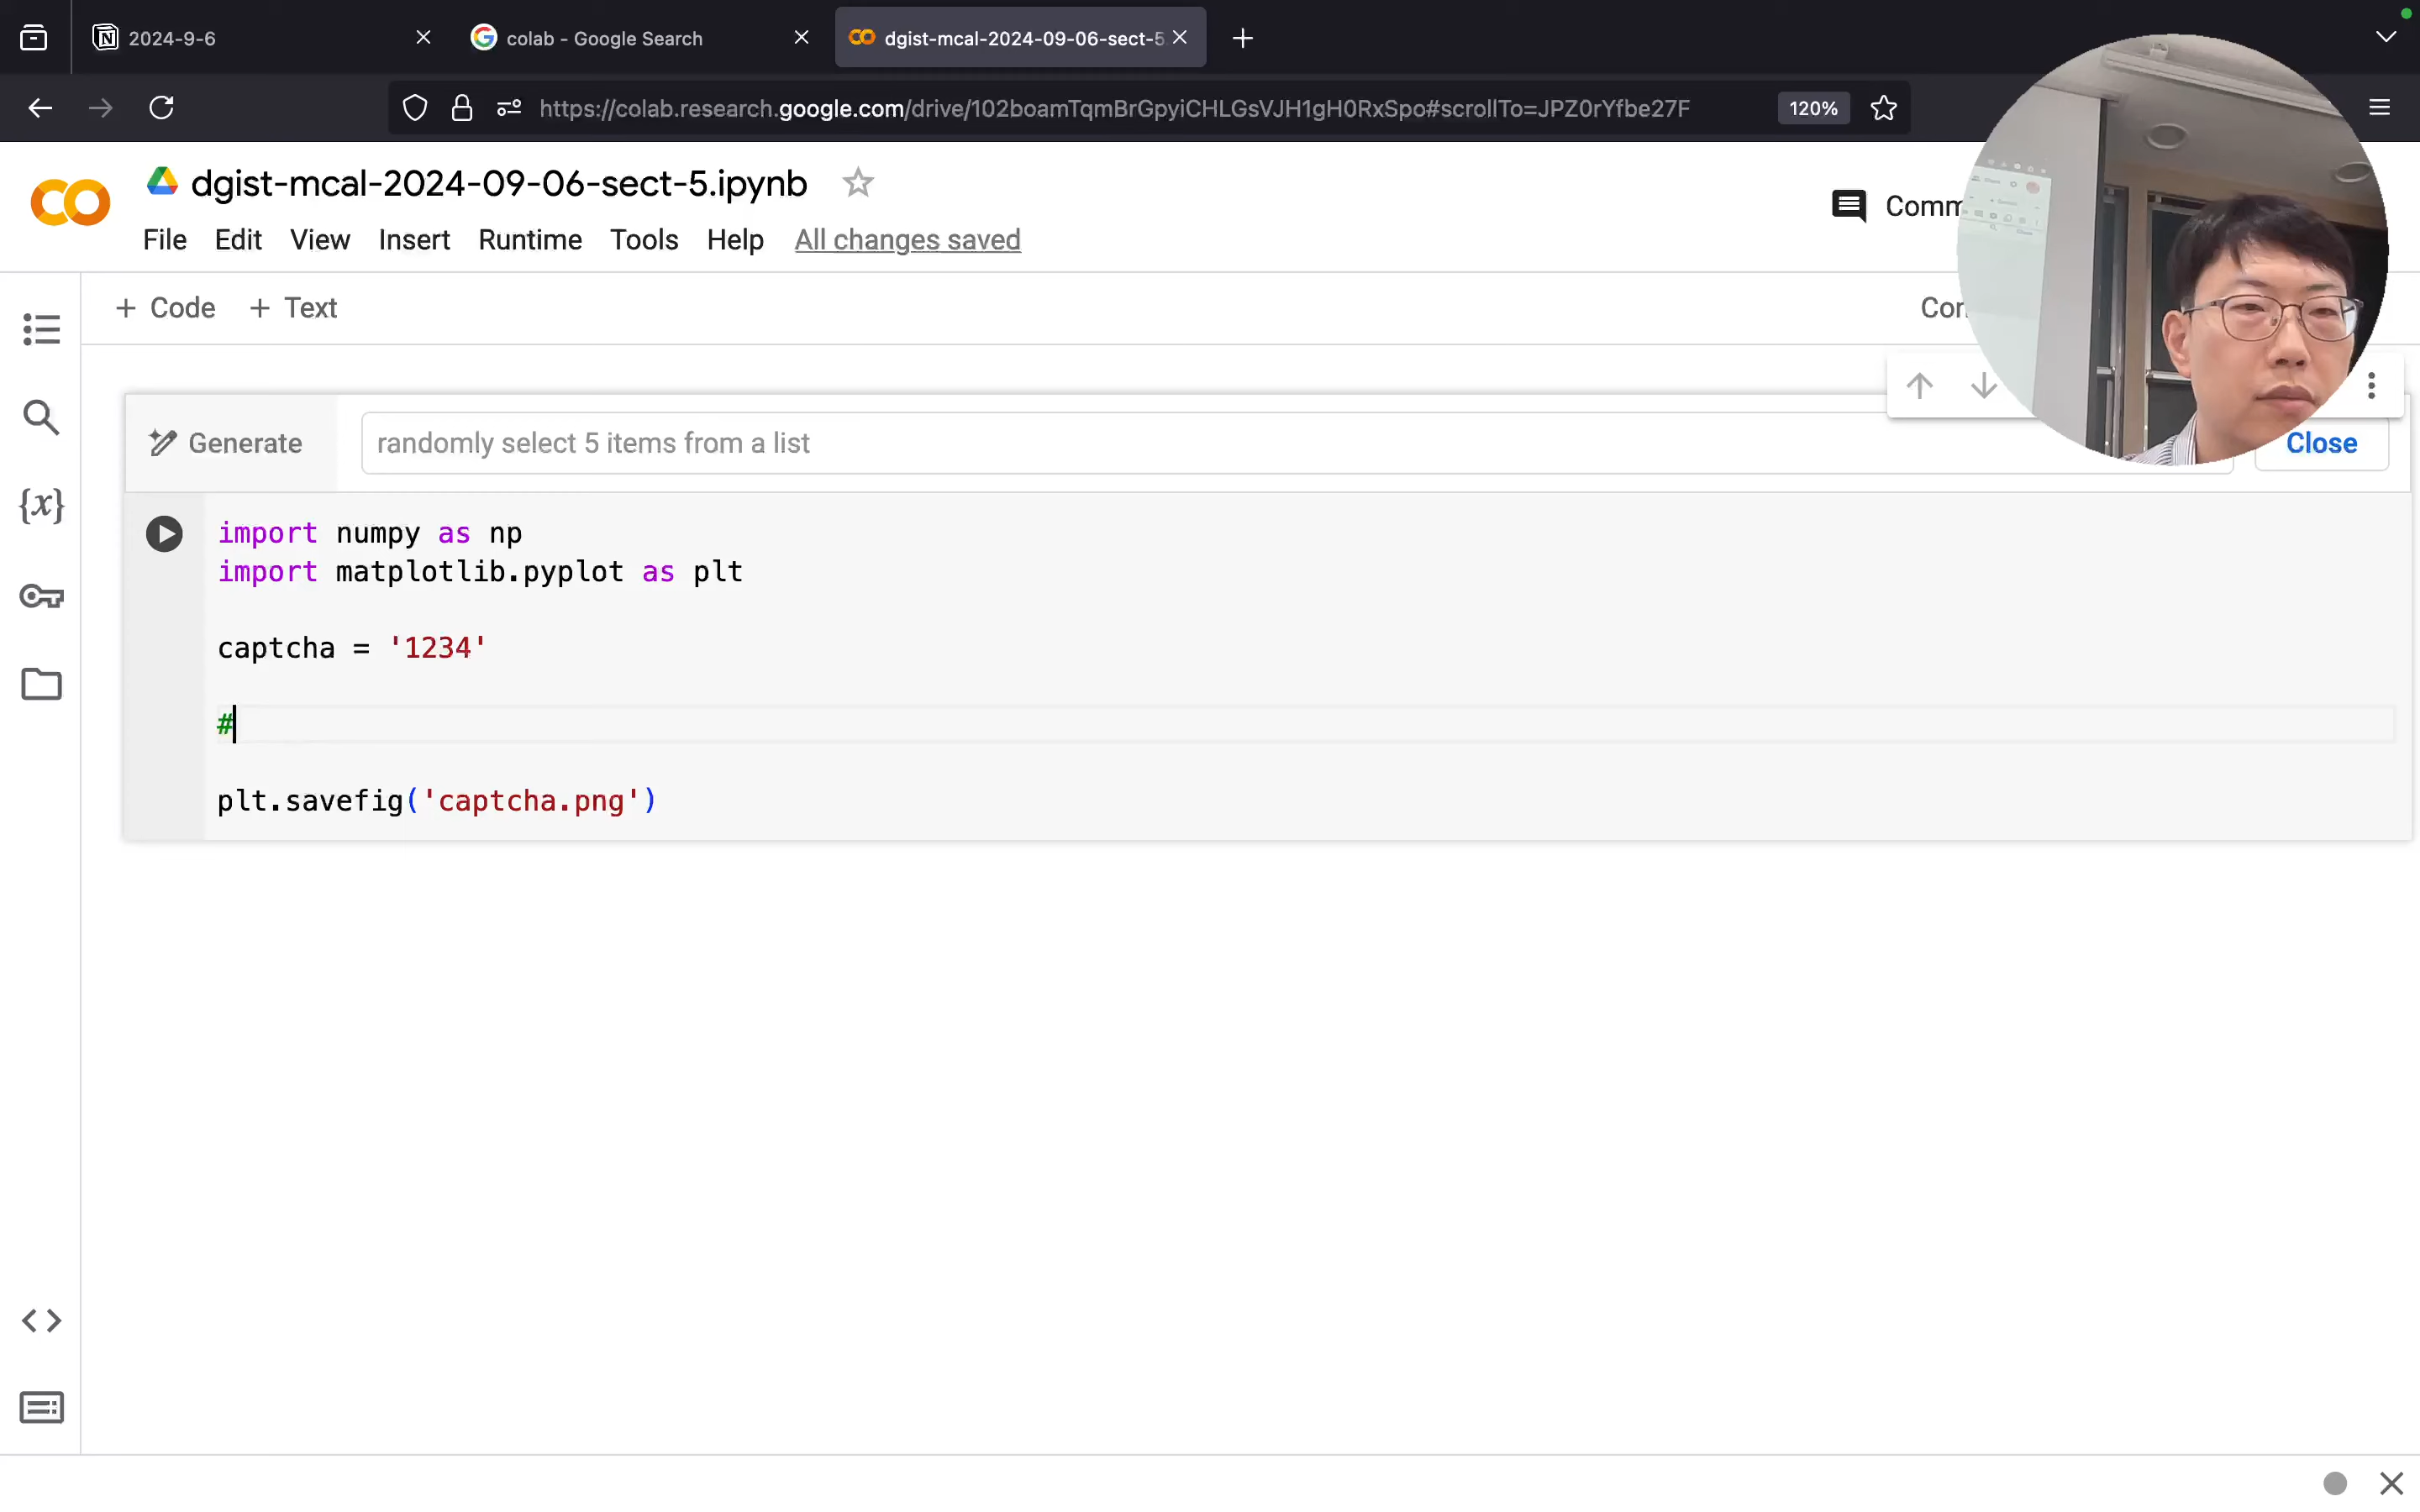 2024-9-6
colab - Google Search
dgist-mcal-2024-09-06-sect-5
https://colab.research.google.com/drive/102boamTqmBrGpyiCHLGsVJH1gH0RxSpo#scrollTo=JPZ0rYfbe27F
120%
dgist-mcal-2024-09-06-sect-5.ipynb
File Edit View Insert Runtime Tools Help All changes saved
Comm
+ Code + Text
Con
Generate
randomly select 5 items from a list
Close
import numpy as np
import matplotlib.pyplot as plt
captcha = '1234'
#
plt.savefig('captcha.png')